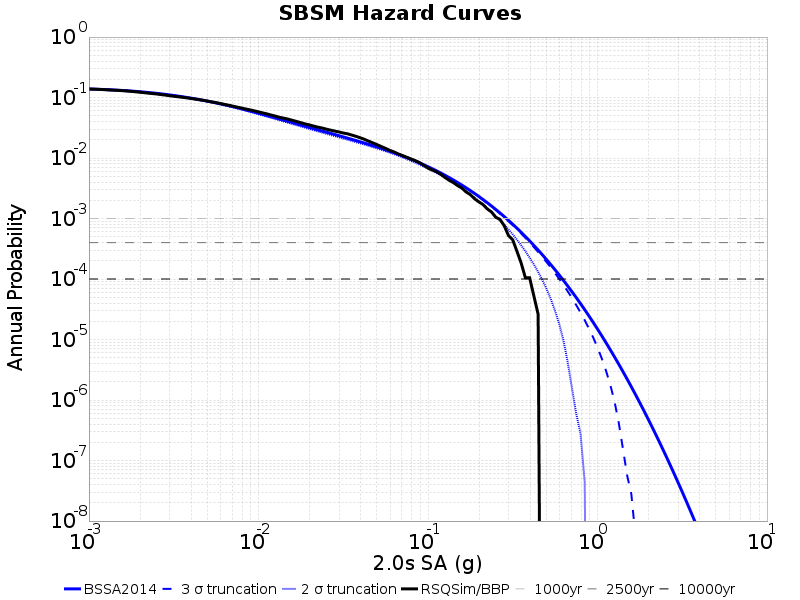 SBSM Hazard Curves
10^0
10^-1
10^-2
10^-3
10^-4
10^-5
10^-6
10^-7
10^-8
Annual Probability
10^-3 10^-2 10^-1 10^0 10^1
2.0s SA (g)
BSSA2014 3 σ truncation 2 σ truncation RSQSim/BBP 1000yr 2500yr 10000yr